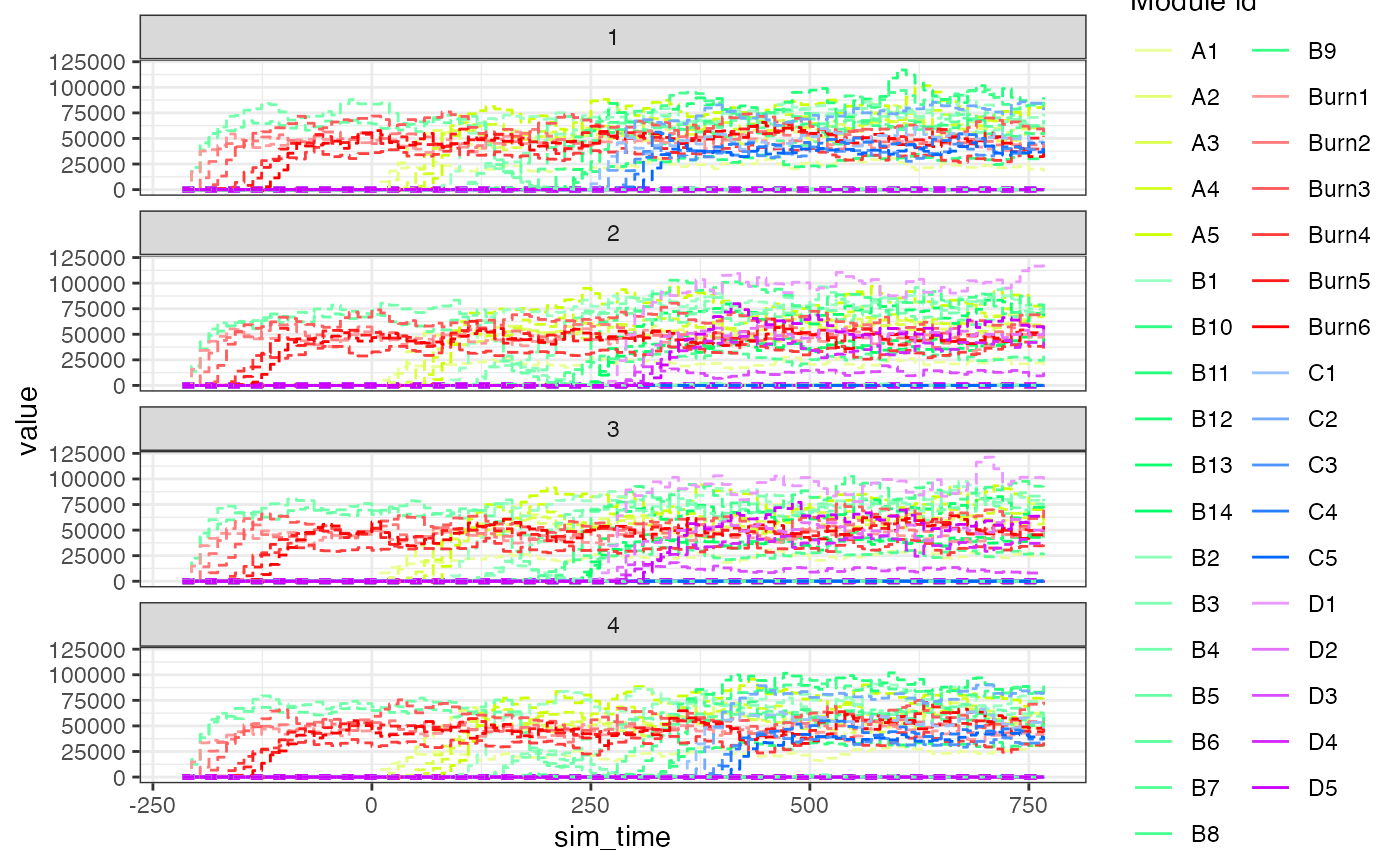 Module id
1
125000
100000
75000
50000
25000
0
2
125000
100000
75000
50000
25000
0
3
125000
100000
75000
50000
25000
0
4
125000
100000
75000
50000
25000
0
-250 0 250 500 750
sim_time
value
A1 B9
A2 Burn1
A3 Burn2
A4 Burn3
A5 Burn4
B1 Burn5
B10 Burn6
B11 C1
B12 C2
B13 C3
B14 C4
B2 C5
B3 D1
B4 D2
B5 D3
B6 D4
B7 D5
B8